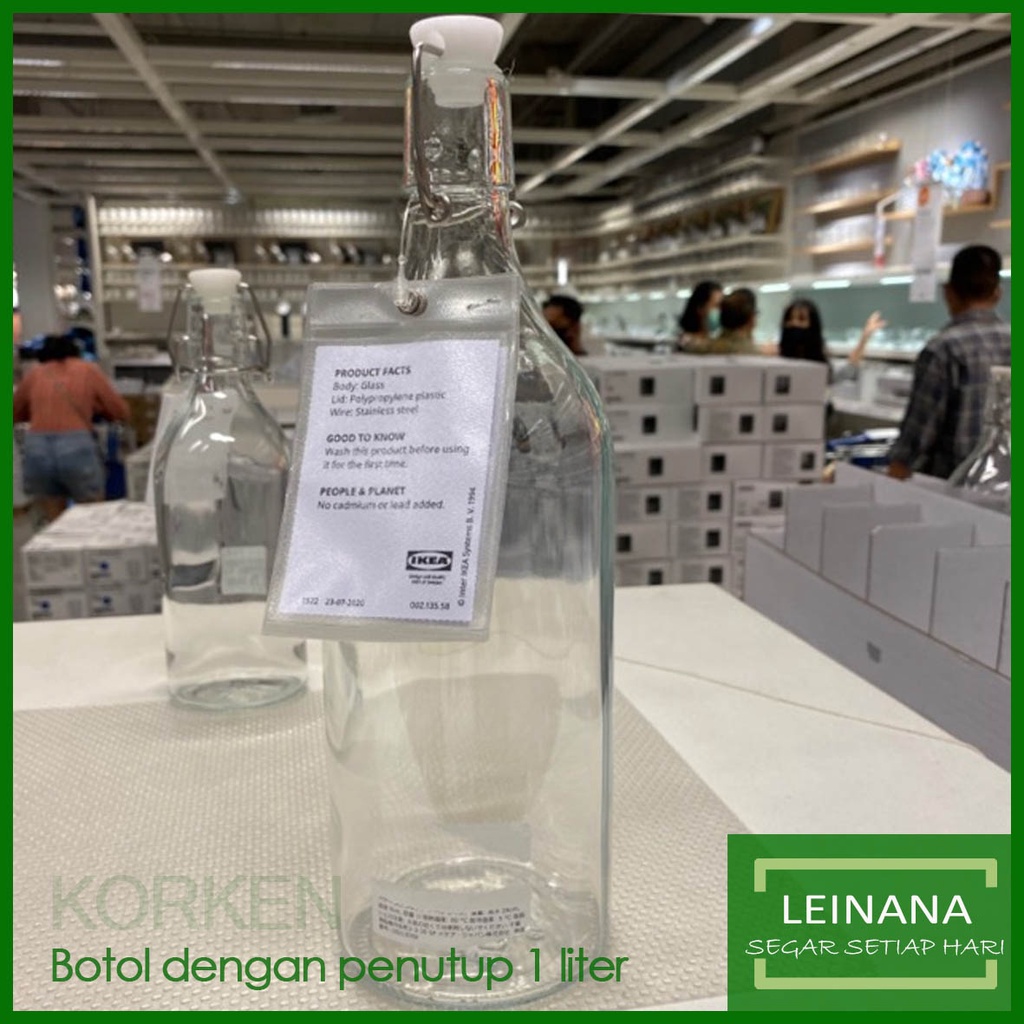 PRODUCT FACTS
Body: Glass
Lid: Polypropylene plastic
Wire: Stainless steel
GOOD TO KNOW
Wash this product before using
it for the first time.
PEOPLE & PLANET
No cadmium or lead added.
IKEA
© Inter IKEA Systems B. V. 1994
23-07-2020
002.135.58
KORKEN
Botol dengan penutup 1 liter
LEINANA
SEGAR SETIAP HARI